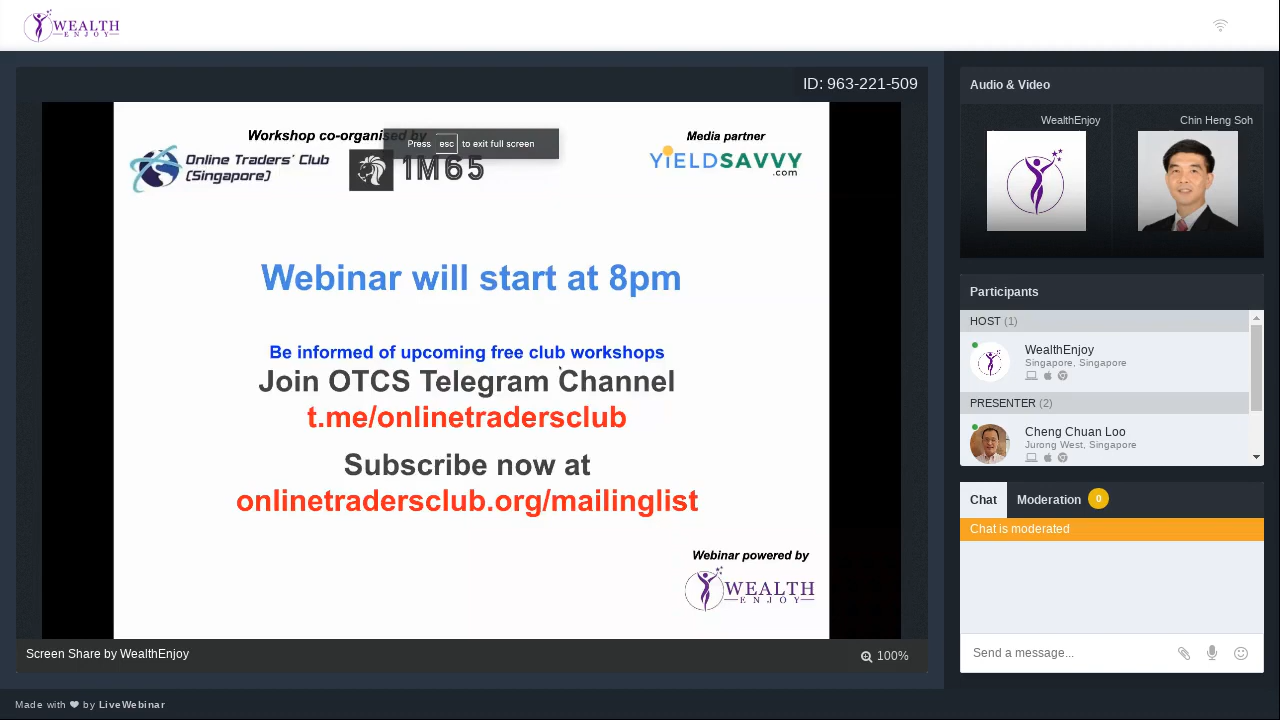 WEALTH
ENJOY
ID: 963-221-509
Workshop co-organised by
Press esc to exit full screen
Media partner
Online Traders' Club
(Singapore)
1M65
YIELDSAVVY
.com
Webinar will start at 8pm
Be informed of upcoming free club workshops
Join OTCS Telegram Channel
t.me/onlinetradersclub
Subscribe now at
onlinetradersclub.org/mailinglist
Webinar powered by
WEALTH
ENJOY
Screen Share by WealthEnjoy
100%
Audio & Video
WealthEnjoy
Chin Heng Soh
Participants
HOST (1)
WealthEnjoy
Singapore, Singapore
PRESENTER (2)
Cheng Chuan Loo
Jurong West, Singapore
Chat
Moderation 0
Chat is moderated
Send a message...
Made with by LiveWebinar